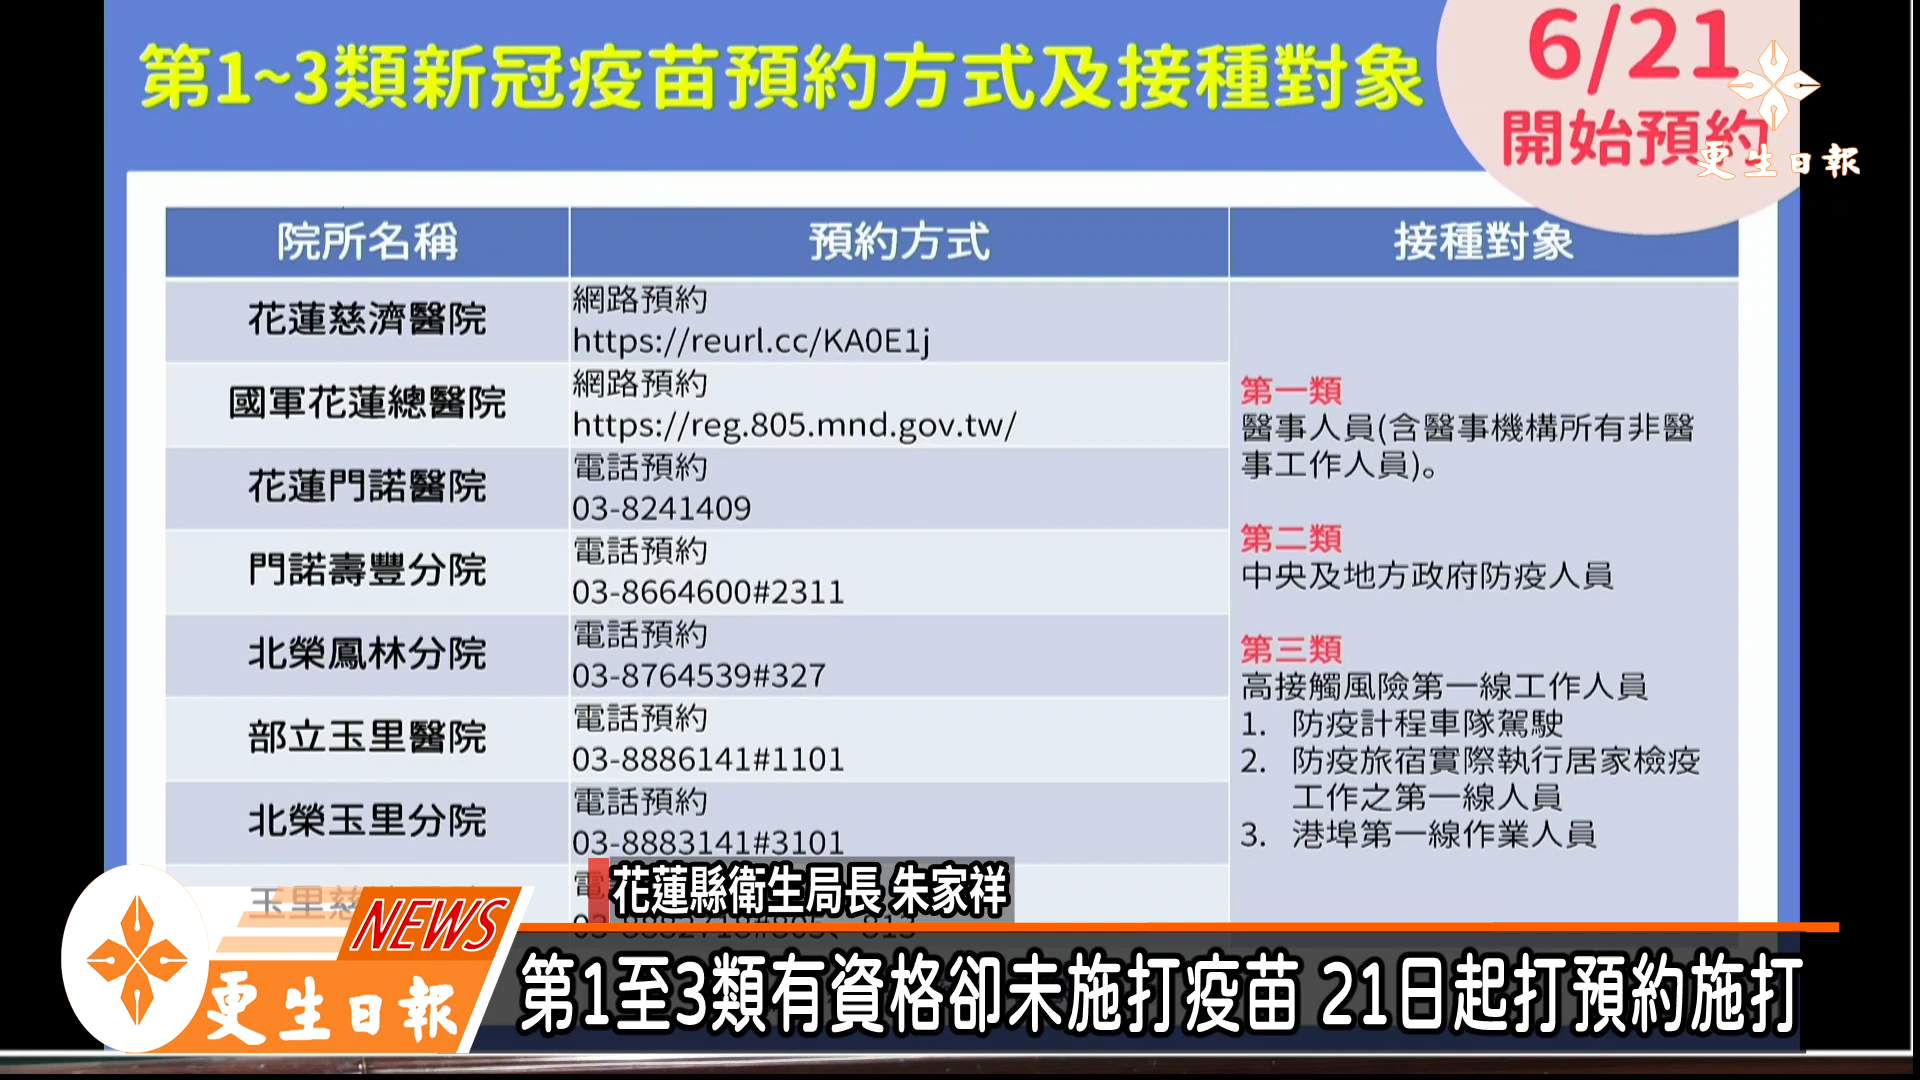 第1~3類新冠疫苗預約方式及接種對象
6/21
開始預約
更生日報
院所名稱 預約方式 接種對象
花蓮慈濟醫院
網路預約
https://reurl.cc/KA0E1j
國軍花蓮總醫院
網路預約
https://reg.805.mnd.gov.tw/
花蓮門諾醫院
電話預約
03-8241409
門諾壽豐分院
電話預約
03-8664600#2311
北榮鳳林分院
電話預約
03-8764539#327
部立玉里醫院
電話預約
03-8886141#1101
北榮玉里分院
電話預約
03-8883141#3101
玉里慈
電
第一類
醫事人員(含醫事機構所有非醫
事工作人員)。
第二類
中央及地方政府防疫人員
第三類
高接觸風險第一線工作人員
1. 防疫計程車隊駕駛
2. 防疫旅宿實際執行居家檢疫
工作之第一線人員
3. 港埠第一線作業人員
花蓮縣衛生局長 朱家祥
NEWS
更生日報
第1至3類有資格卻未施打疫苗 21日起打預約施打